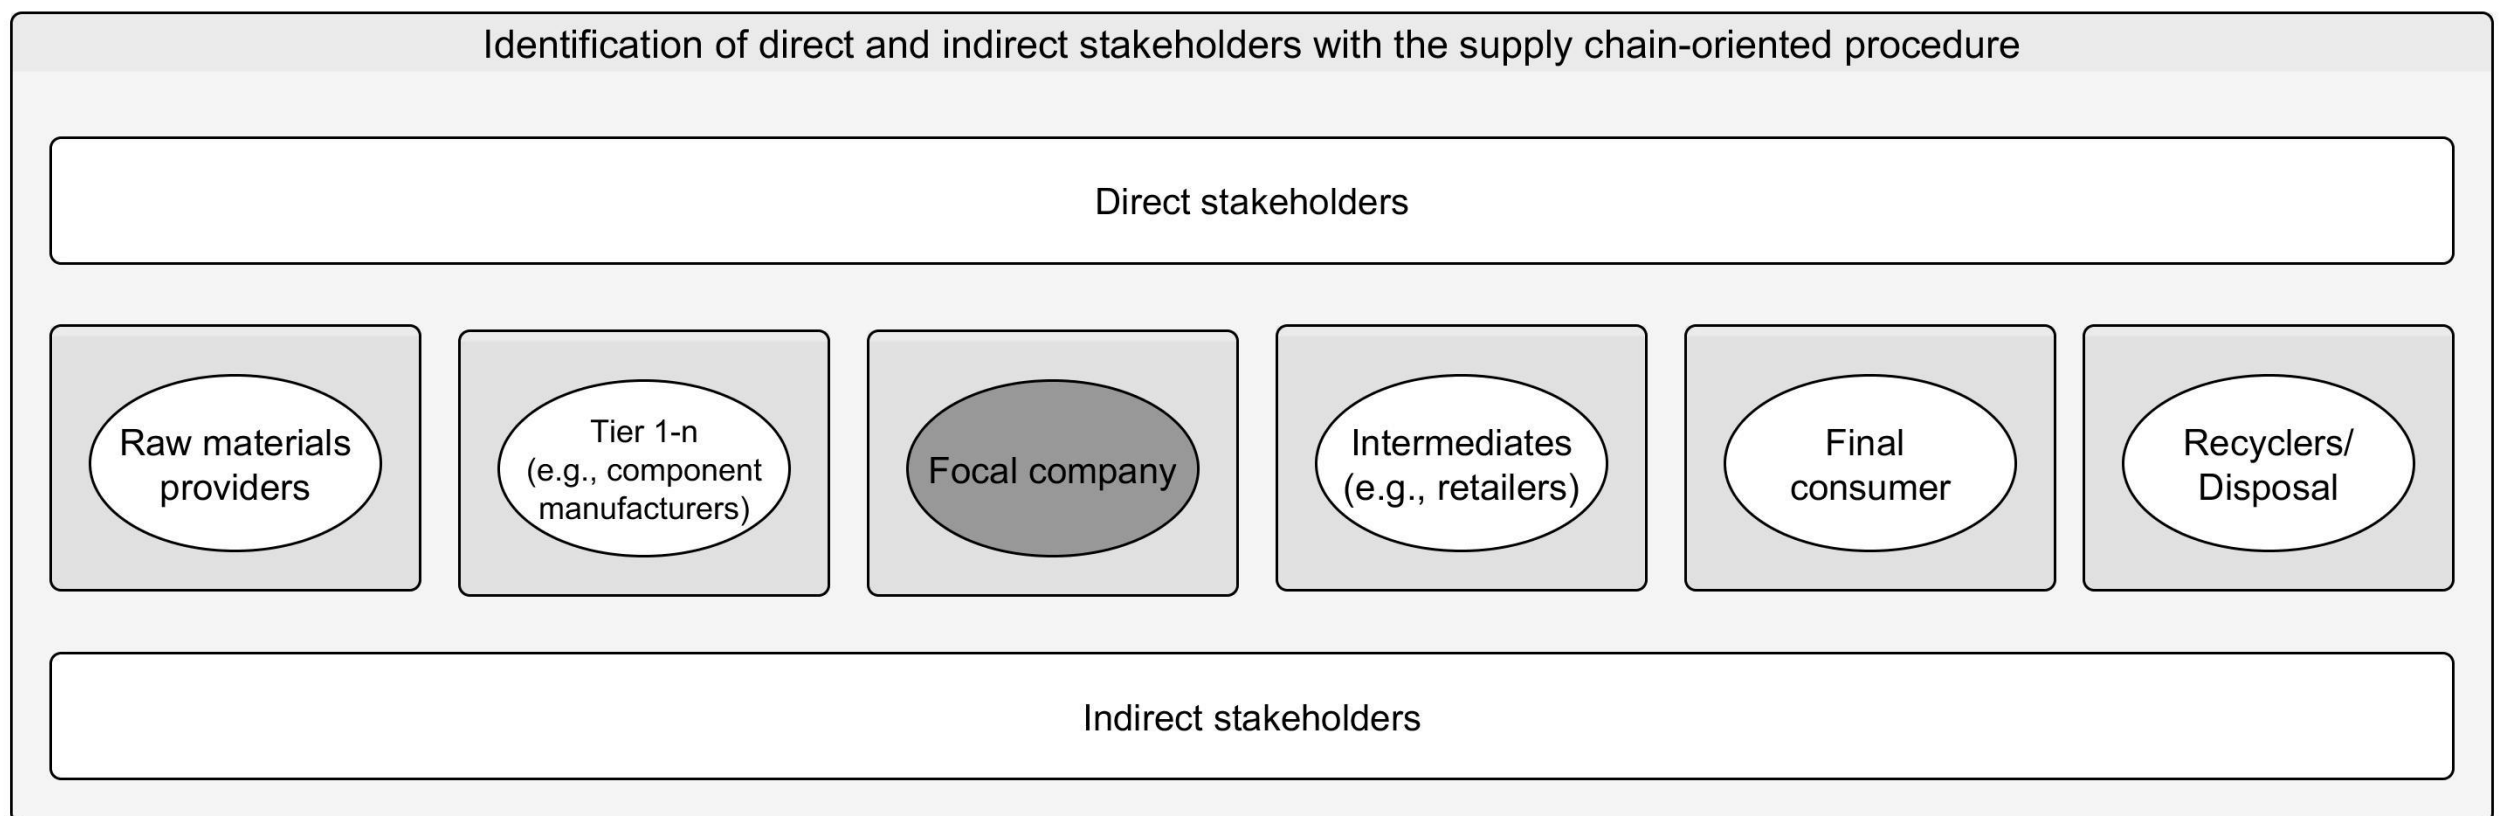 Identification of direct and indirect stakeholders with the supply chain-oriented procedure
Direct stakeholders
Raw materials
providers
Tier 1-n
(e.g., component
manufacturers)
Focal company
Intermediates
(e.g., retailers)
Final
consumer
Recyclers/
Disposal
Indirect stakeholders